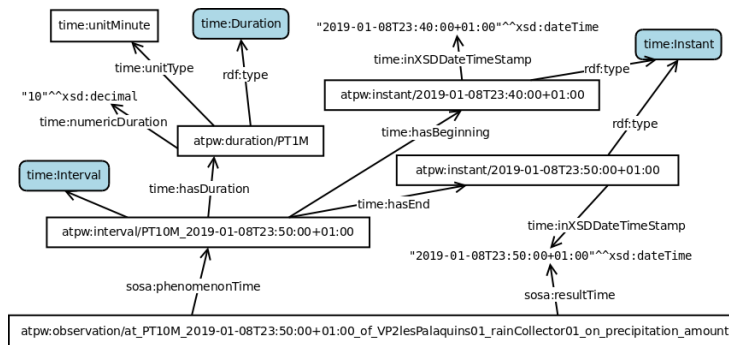 time:unitMinute
time:Duration
"2019-01-08T23:40:00+01:00"^^xsd:dateTime
time:Instant
time:unitType
rdf:type
time:inXSDDateTimeStamp
rdf:type
"10"^^xsd:decimal
atpw:instant/2019-01-08T23:40:00+01:00
time:numericDuration
rdf:type
atpw:duration/PT1M
time:hasBeginning
atpw:instant/2019-01-08T23:50:00+01:00
time:Interval
time:hasDuration
time:hasEnd
time:inXSDDateTimeStamp
atpw:interval/PT10M_2019-01-08T23:50:00+01:00
"2019-01-08T23:50:00+01:00"^^xsd:dateTime
sosa:phenomenonTime
sosa:resultTime
atpw:observation/at_PT10M_2019-01-08T23:50:00+01:00_of_VP2lesPalaquins01_rainCollector01_on_precipitation_amount